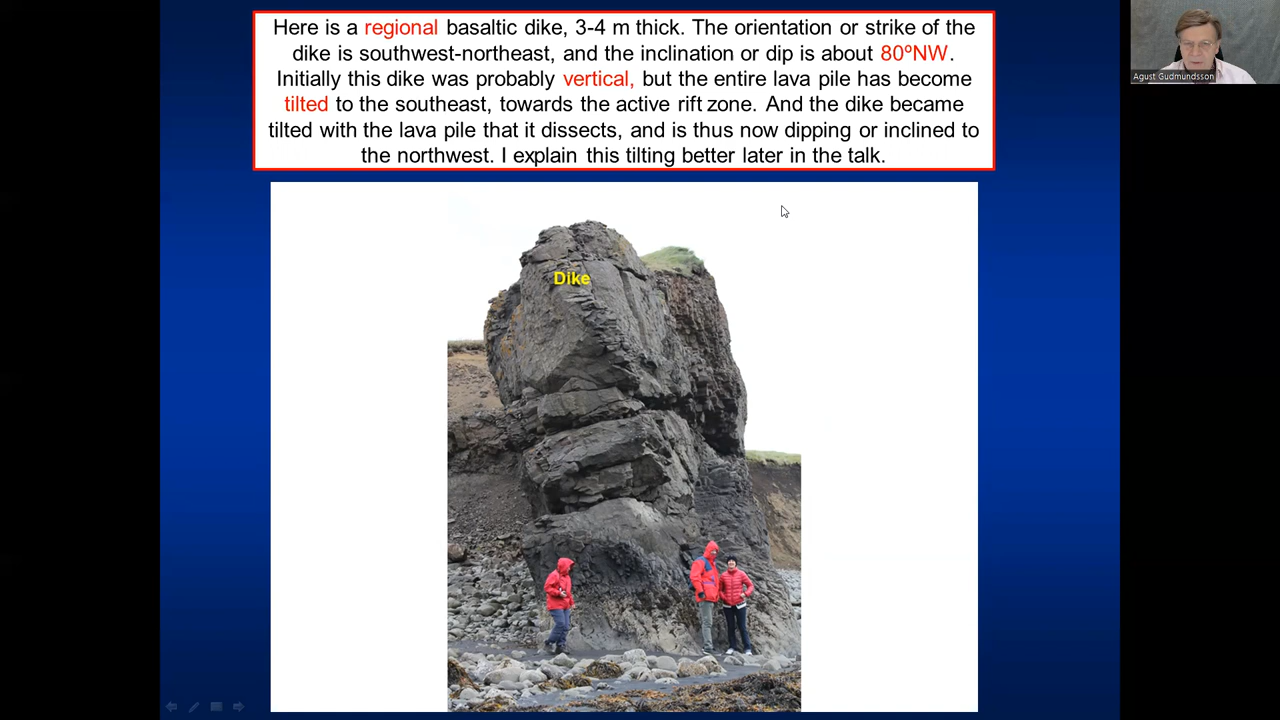 Here is a regional basaltic dike, 3-4 m thick. The orientation or strike of the
dike is southwest-northeast, and the inclination or dip is about 80ºNW.
Initially this dike was probably vertical, but the entire lava pile has become
tilted to the southeast, towards the active rift zone. And the dike became
tilted with the lava pile that it dissects, and is thus now dipping or inclined to
the northwest. I explain this tilting better later in the talk.
Agust Gudmundsson
Dike